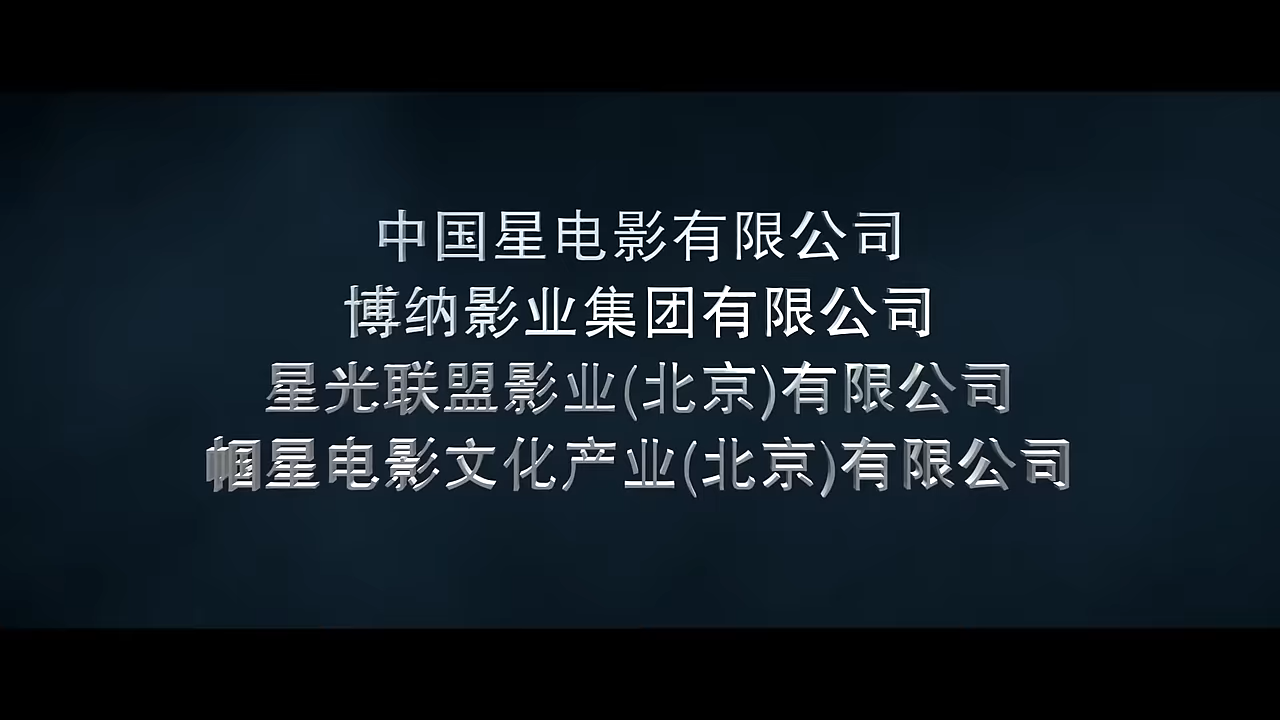 中国星电影有限公司
博纳影业集团有限公司
星光联盟影业(北京)有限公司
帼星电影文化产业(北京)有限公司